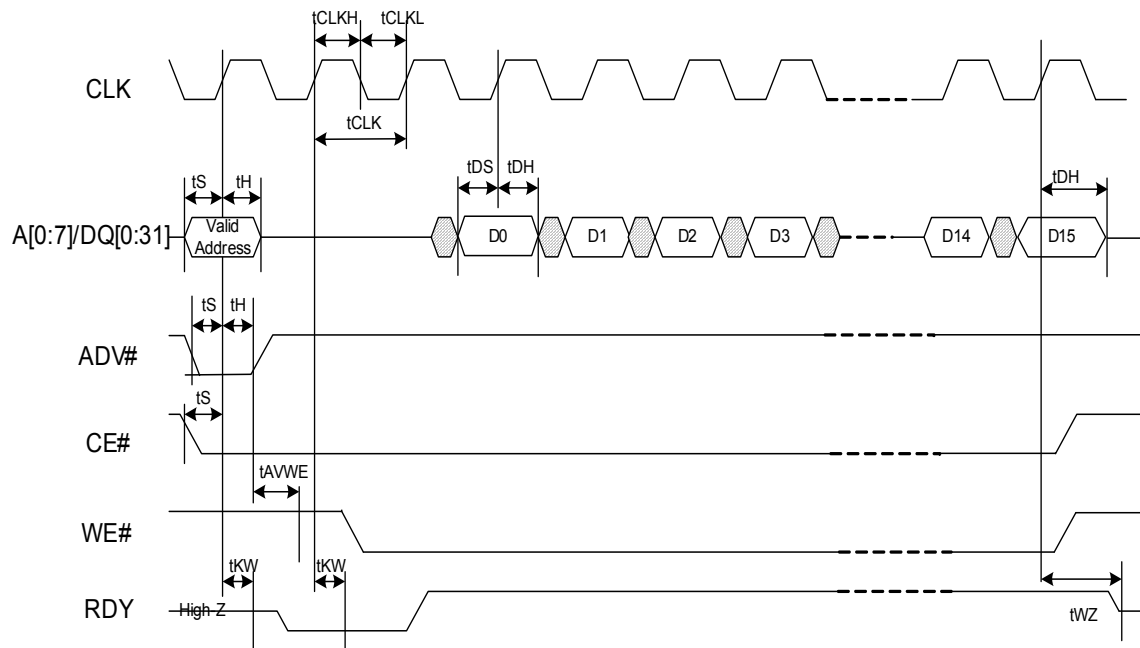 tCLKH tCLKL
CLK
tCLK
tDS tDH
tS tH
tDH
A[0:7]/DQ[0:31]
Valid
Address
D0 D1 D2 D3 D14 D15
tS tH
ADV#
tS
CE#
tAVWE
WE#
tKW tKW
RDY
High-Z
tWZ